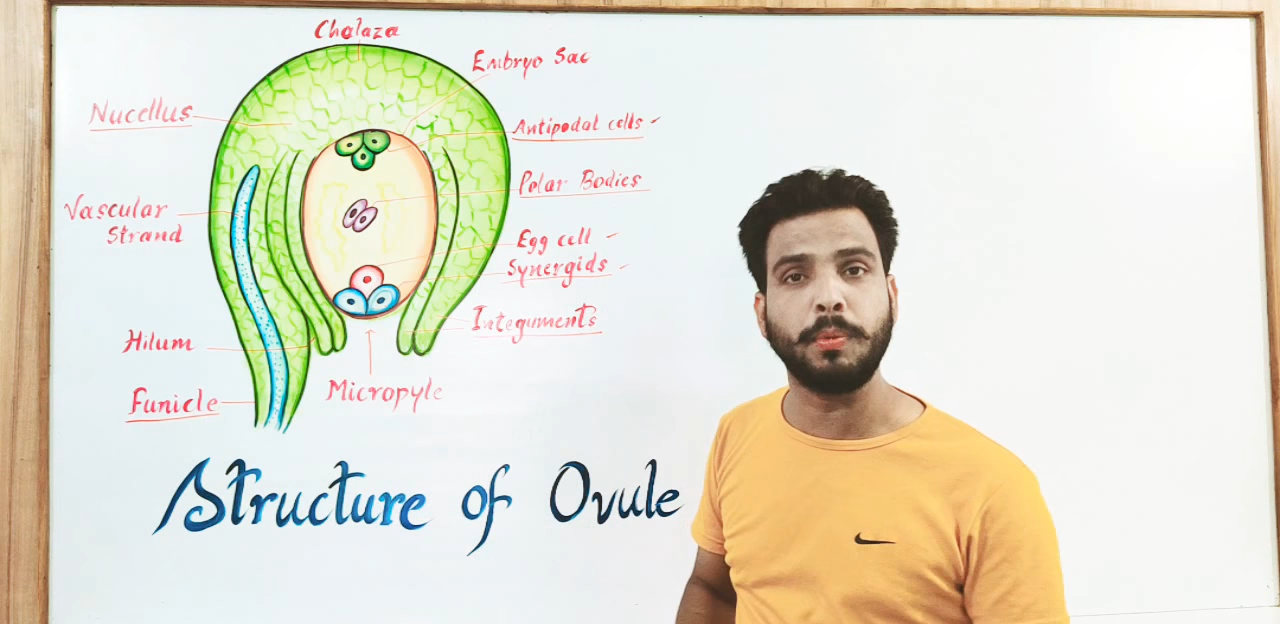 Chalaza
Embryo Sac
Nucellus
Antipodal cells
Polar Bodies
Vascular
Strand
Egg cell
Synergids
Integuments
Hilum
Micropyle
Funicle
Structure of Ovule